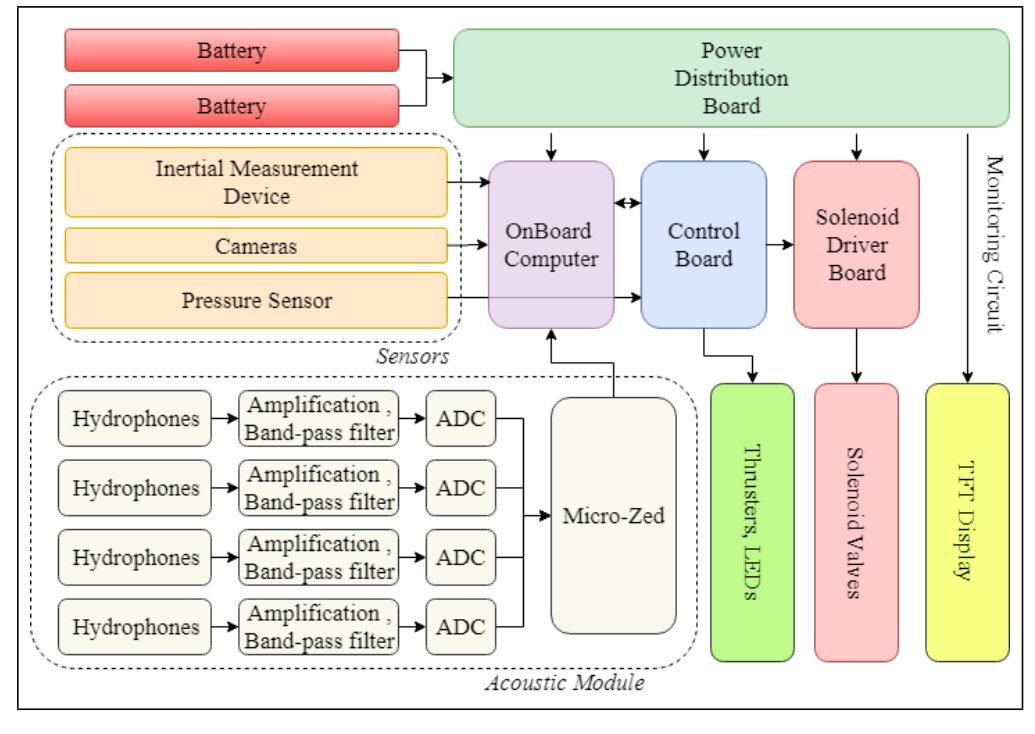 Battery
Battery
Power
Distribution
Board
Inertial Measurement
Device
Cameras
Pressure Sensor
Sensors
OnBoard
Computer
Control
Board
Solenoid
Driver
Board
Monitoring Circuit
Hydrophones
Amplification ,
Band-pass filter
ADC
Hydrophones
Amplification ,
Band-pass filter
ADC
Hydrophones
Amplification ,
Band-pass filter
ADC
Hydrophones
Amplification ,
Band-pass filter
ADC
Micro-Zed
Acoustic Module
Thrusters, LEDs
Solenoid Valves
TFT Display